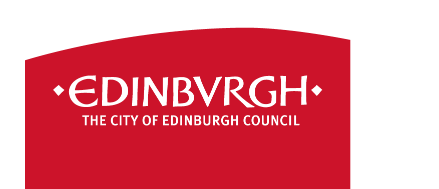 ·EDINBVRGH·
THE CITY OF EDINBURGH COUNCIL